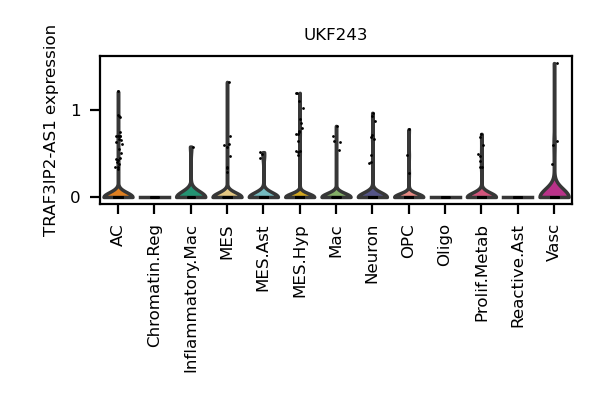 UKF243
TRAF3IP2-AS1 expression
1
0
AC
Chromatin.Reg
Inflammatory.Mac
MES
MES.Ast
MES.Hyp
Mac
Neuron
OPC
Oligo
Prolif.Metab
Reactive.Ast
Vasc